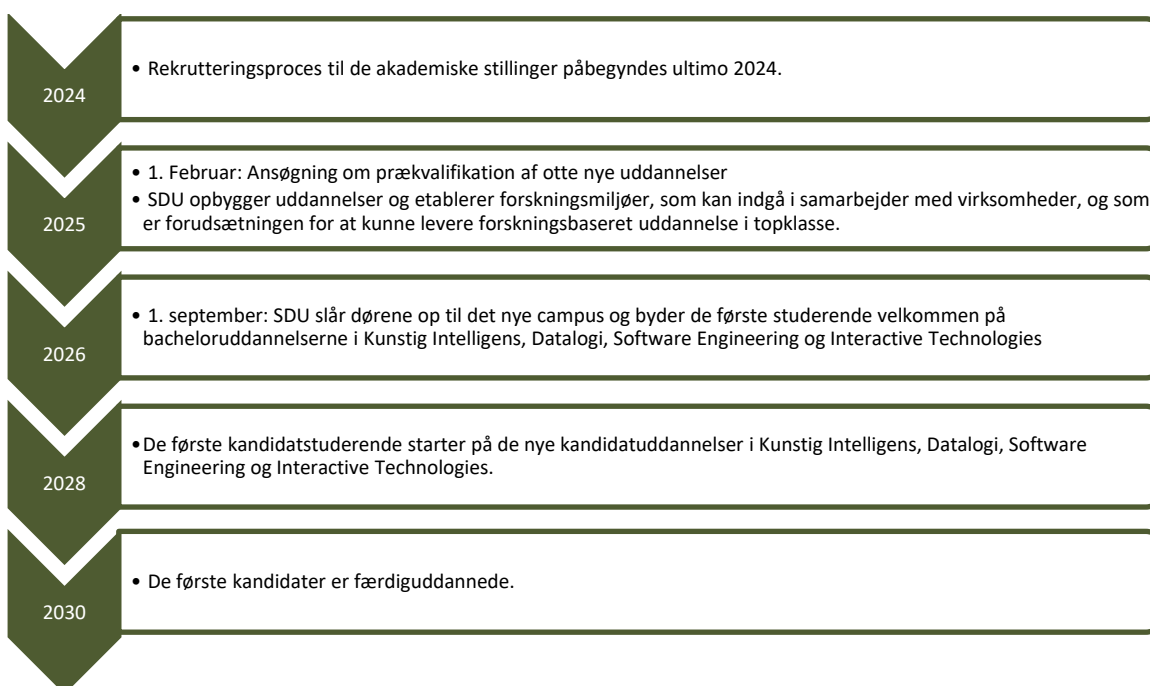 2024
• Rekrutteringsproces til de akademiske stillinger påbegyndes ultimo 2024.
2025
• 1. Februar: Ansøgning om prækvalifikation af otte nye uddannelser
• SDU opbygger uddannelser og etablerer forskningsmiljøer, som kan indgå i samarbejder med virksomheder, og som
er forudsætningen for at kunne levere forskningsbaseret uddannelse i topklasse.
2026
• 1. september: SDU slår dørene op til det nye campus og byder de første studerende velkommen på
bacheloruddannelserne i Kunstig Intelligens, Datalogi, Software Engineering og Interactive Technologies
2028
•De første kandidatstuderende starter på de nye kandidatuddannelser i Kunstig Intelligens, Datalogi, Software
Engineering og Interactive Technologies.
2030
• De første kandidater er færdiguddannede.